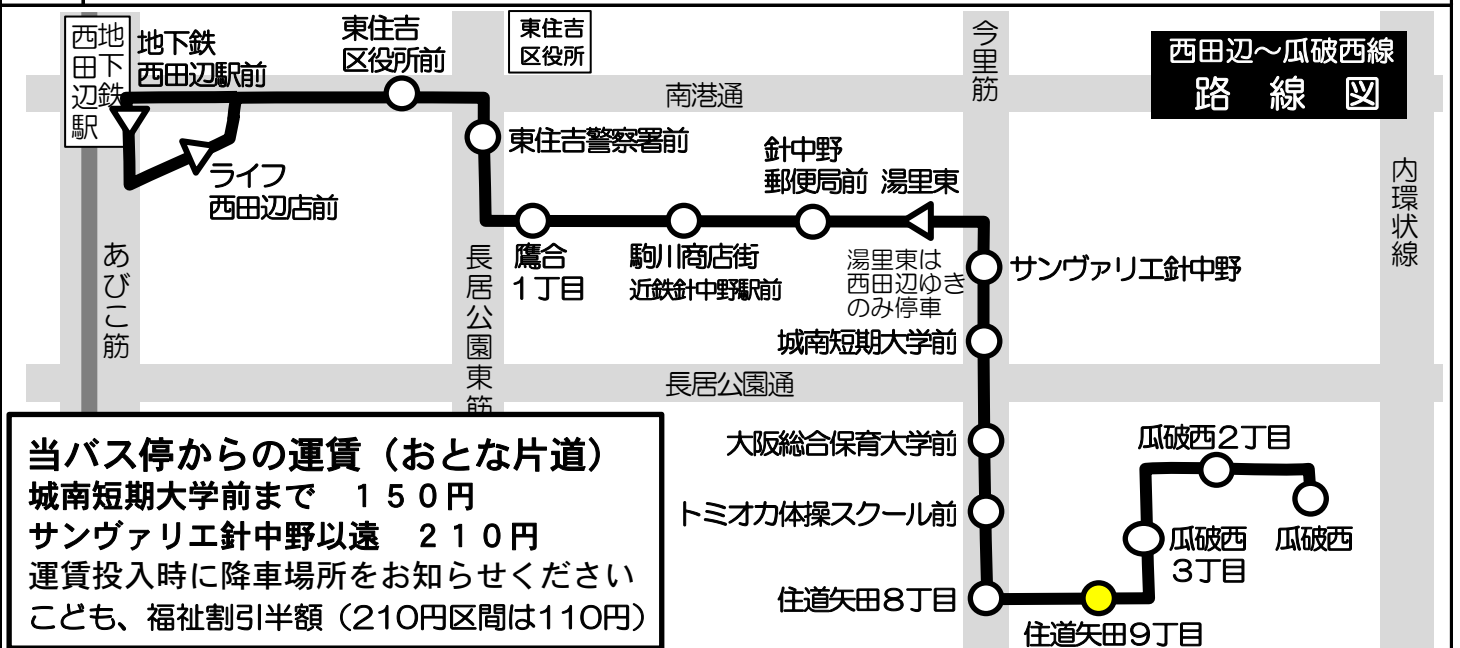 地下鉄
西田辺駅
地下鉄
西田辺駅前
東住吉
区役所前
東住吉
区役所
今里筋
西田辺～瓜破西線
路線図
南港通
東住吉警察署前
針中野
郵便局前
湯里東
内環状線
ライフ
西田辺店前
あびこ筋
長居公園東筋
鷹合
1丁目
駒川商店街
近鉄針中野駅前
湯里東は
西田辺ゆき
のみ停車
サンヴァリエ針中野
城南短期大学前
長居公園通
大阪総合保育大学前
瓜破西2丁目
トミオカ体操スクール前
瓜破西
3丁目
瓜破西
住道矢田8丁目
住道矢田9丁目
当バス停からの運賃（おとな片道）
城南短期大学前まで　１５０円
サンヴァリエ針中野以遠　２１０円
運賃投入時に降車場所をお知らせください
こども、福祉割引半額（210円区間は110円）